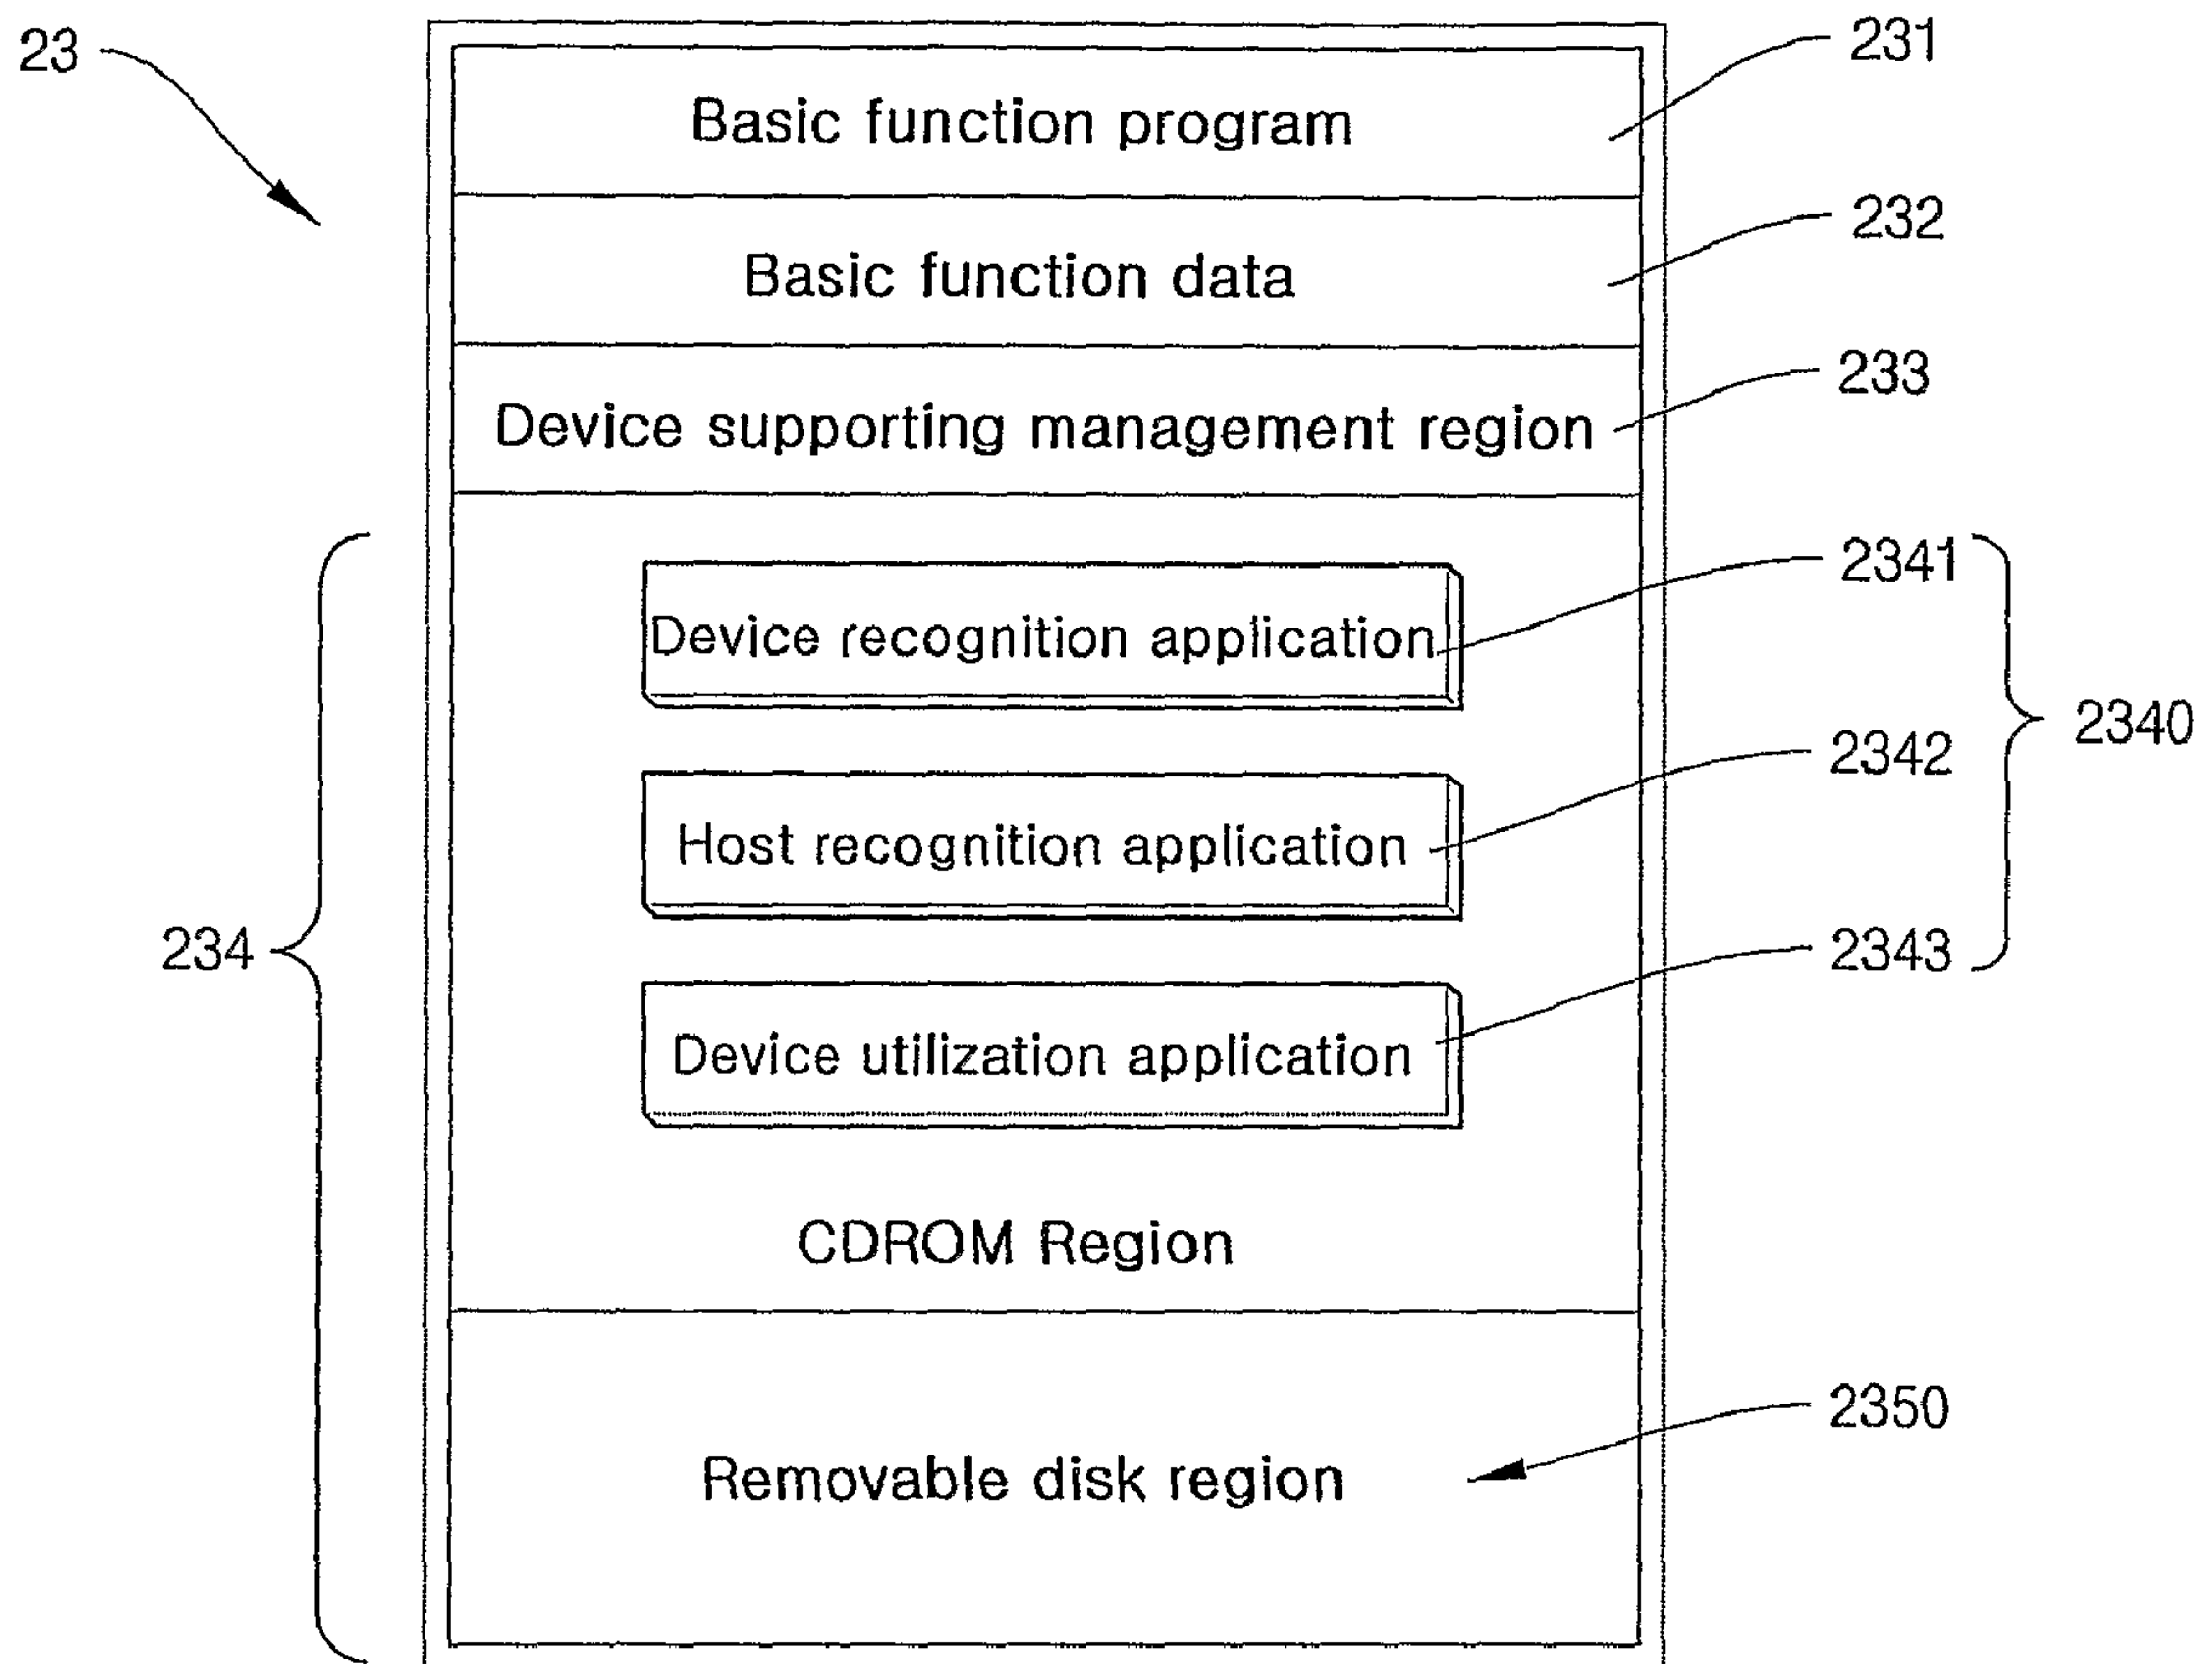 23
231
Basic function program
232
Basic function data
233
Device supporting management region
2341
Device recognition application
2340
2342
Host recognition application
234
2343
Device utilization application
CDROM Region
2350
Removable disk region